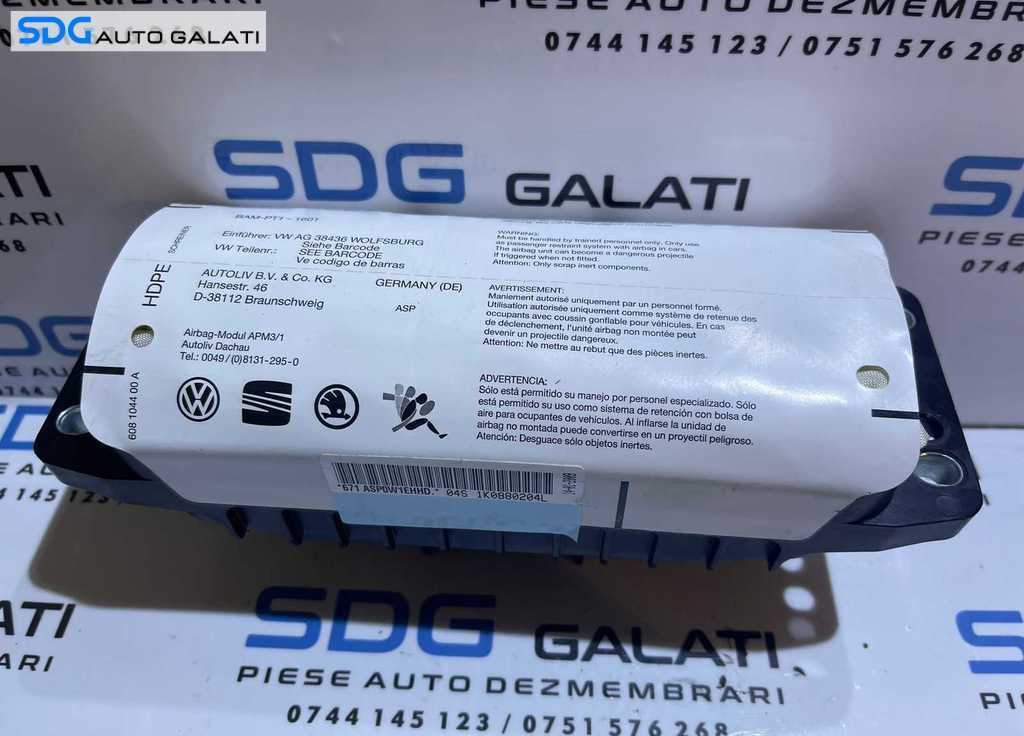 SDG AUTO GALATI
PIESE AUTO DEZMEMBRARI
0744 145 123 / 0751 576 268
SDG GALATI
BAM-PT1 - 1601
Einführer: VW AG 38436 WOLFSBURG
VW Teilenr.: Siehe Barcode
SEE BARCODE
Ve codigo de barras
AUTOLIV B.V. & Co. KG
Hansestr. 46
D-38112 Braunschweig
GERMANY (DE)
ASP
HDPE
SCHREINER
Airbag-Modul APM3/1
Autoliv Dachau
Tel.: 0049/(0)8131-295-0
608 1044 00 A
WARNING:
Must be handled by trained personnel only. Only use
as passenger restraint system with airbag in cars.
The airbag unit can become a dangerous projectile
if triggered when not fitted.
Attention: Only scrap inert components.
AVERTISSEMENT:
Maniement autorisé uniquement par un personnel formé.
Utilisation autorisée uniquement comme système de retenue des
occupants avec coussin gonflable pour véhicules. En cas
de déclenchement, l'unité airbag non montée peut
devenir un projectile dangereux.
Attention: Ne mettre au rebut que des pièces inertes.
ADVERTENCIA:
Sólo está permitido su manejo por personel especializado. Sólo
está permitido su uso como sistema de retención con bolsa de
aire para ocupantes de vehículos. Al inflarse la unidad de
airbag no montada puede convertirse en un proyectil peligroso.
Atención: Desguace sólo objetos inertes.
*671 ASP0W1EHHD.* 04S 1K0880204L
SDG GALATI
PIESE AUTO DEZMEMBRARI
0744 145 123 / 0751 576 268